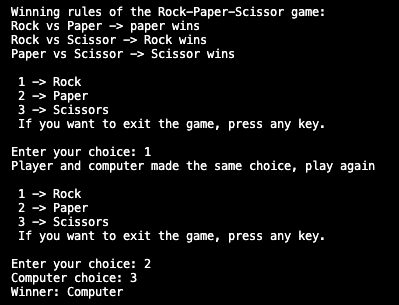 Winning rules of the Rock-Paper-Scissor game:
Rock vs Paper -> paper wins
Rock vs Scissor -> Rock wins
Paper vs Scissor -> Scissor wins
1 -> Rock
2 -> Paper
3 -> Scissors
If you want to exit the game, press any key.
Enter your choice: 1
Player and computer made the same choice, play again
1 -> Rock
2 -> Paper
3 -> Scissors
If you want to exit the game, press any key.
Enter your choice: 2
Computer choice: 3
Winner: Computer